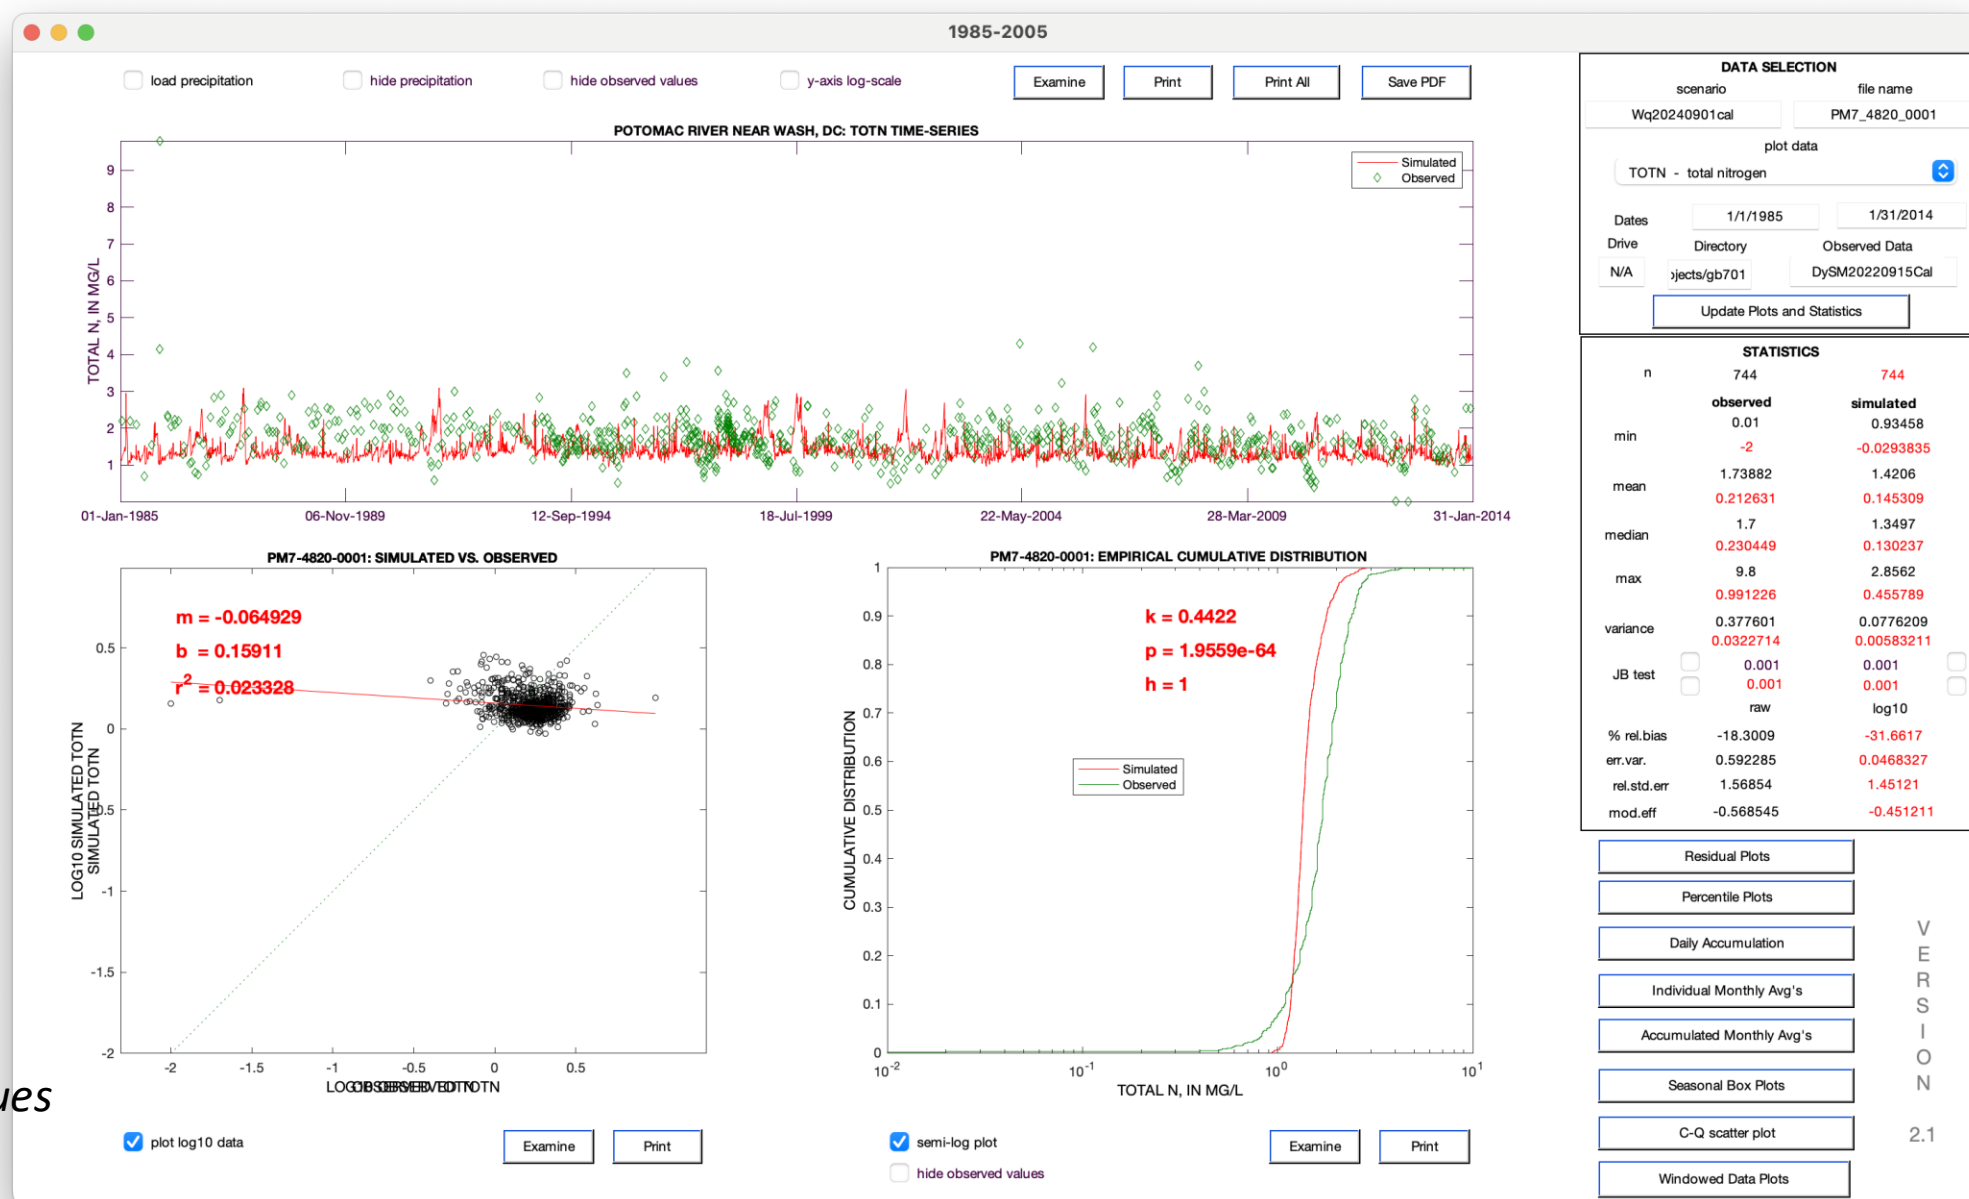 1985-2005
load precipitation
hide precipitation
hide observed values
y-axis log-scale
Examine
Print
Print All
Save PDF
POTOMAC RIVER NEAR WASH, DC: TOTN TIME-SERIES
TOTAL N, IN MG/L
9
8
7
6
5
4
3
2
1
Simulated
Observed
01-Jan-1985
06-Nov-1989
12-Sep-1994
18-Jul-1999
22-May-2004
28-Mar-2009
31-Jan-2014
PM7-4820-0001: SIMULATED VS. OBSERVED
m = -0.064929
b = 0.15911
r2 = 0.023328
LOG10 SIMULATED TOTN
SIMULATED TOTN
0.5
0
-0.5
-1
-1.5
-2
-2
-1.5
-1
-0.5
0
0.5
LOG10 OBSERVED TOTN
OBSERVED TOTN
plot log10 data
Examine
Print
PM7-4820-0001: EMPIRICAL CUMULATIVE DISTRIBUTION
k = 0.4422
p = 1.9559e-64
h = 1
Simulated
Observed
CUMULATIVE DISTRIBUTION
1
0.9
0.8
0.7
0.6
0.5
0.4
0.3
0.2
0.1
0
10-2
10-1
100
101
TOTAL N, IN MG/L
semi-log plot
hide observed values
Examine
Print
DATA SELECTION
scenario file name
Wq20240901cal PM7_4820_0001
plot data
TOTN - total nitrogen
Dates 1/1/1985 1/31/2014
Drive Directory Observed Data
N/A jects/gb701 DySM20220915Cal
Update Plots and Statistics
STATISTICS
n 744 744
observed simulated
min 0.01 0.93458
-2 -0.0293835
mean 1.73882 1.4206
0.212631 0.145309
median 1.7 1.3497
0.230449 0.130237
max 9.8 2.8562
0.991226 0.455789
variance 0.377601 0.0776209
0.0322714 0.00583211
JB test 0.001 0.001
0.001 0.001
raw log10
% rel.bias -18.3009 -31.6617
err.var. 0.592285 0.0468327
rel.std.err 1.56854 1.45121
mod.eff -0.568545 -0.451211
Residual Plots
Percentile Plots
Daily Accumulation
Individual Monthly Avg's
Accumulated Monthly Avg's
Seasonal Box Plots
C-Q scatter plot
Windowed Data Plots
VERSION
2.1
ues